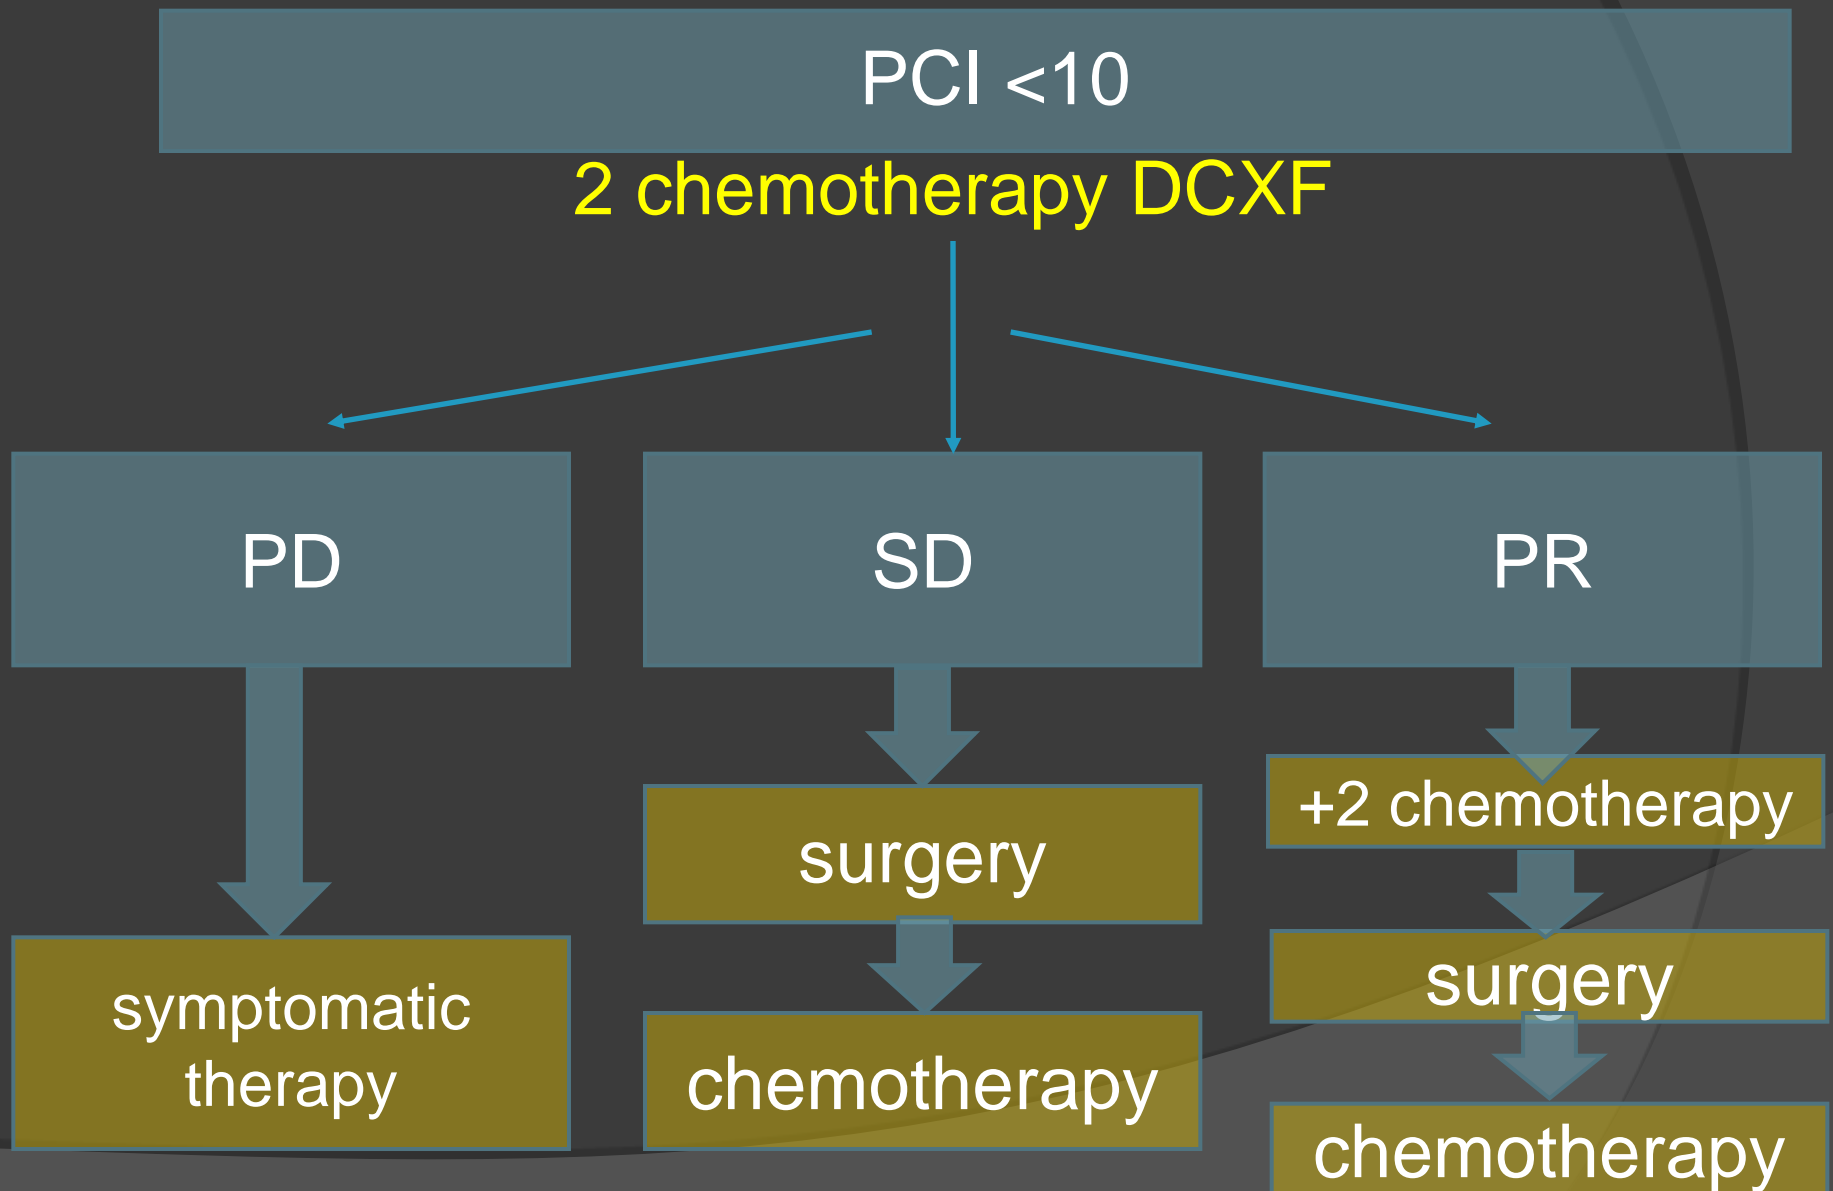 PCI <10
2 chemotherapy DCXF
PD
SD
PR
symptomatic
therapy
surgery
chemotherapy
+2 chemotherapy
surgery
chemotherapy